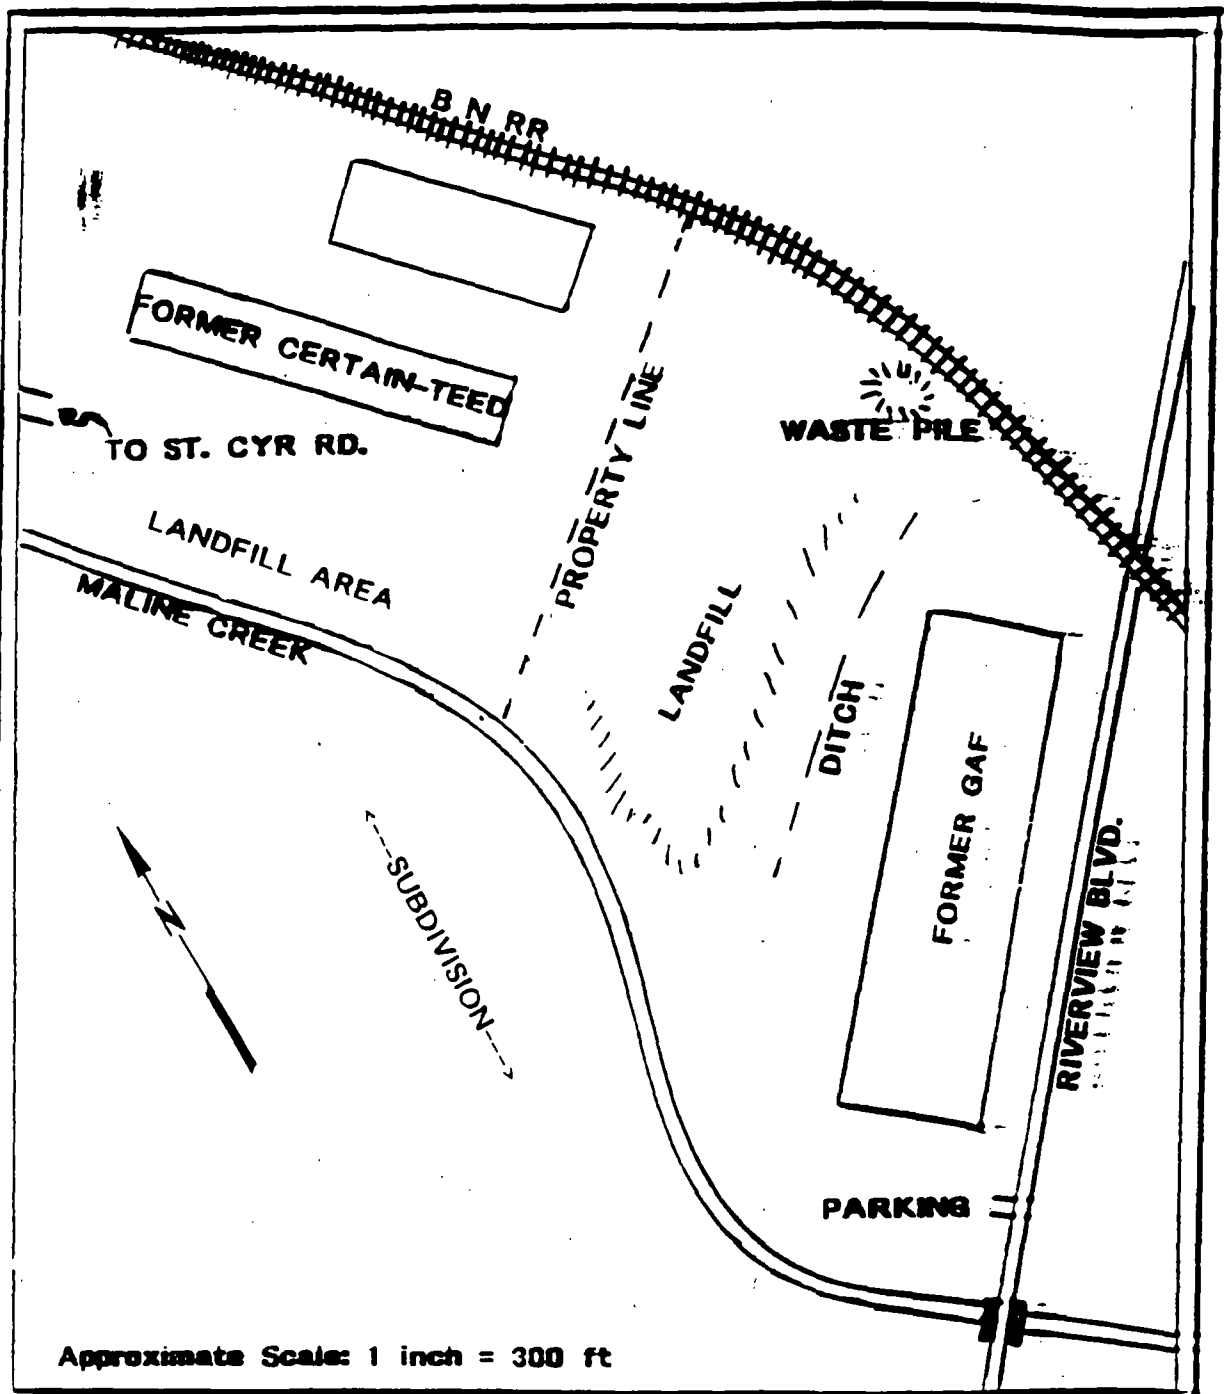 B N RR
FORMER CERTAIN-TEED
TO ST. CYR RD.
PROPERTY LINE
WASTE PILE
LANDFILL AREA
MALINE CREEK
LANDFILL
DITCH
FORMER GAF
RIVERVIEW BLVD.
N
SUBDIVISION
PARKING
Approximate Scale: 1 inch = 300 ft